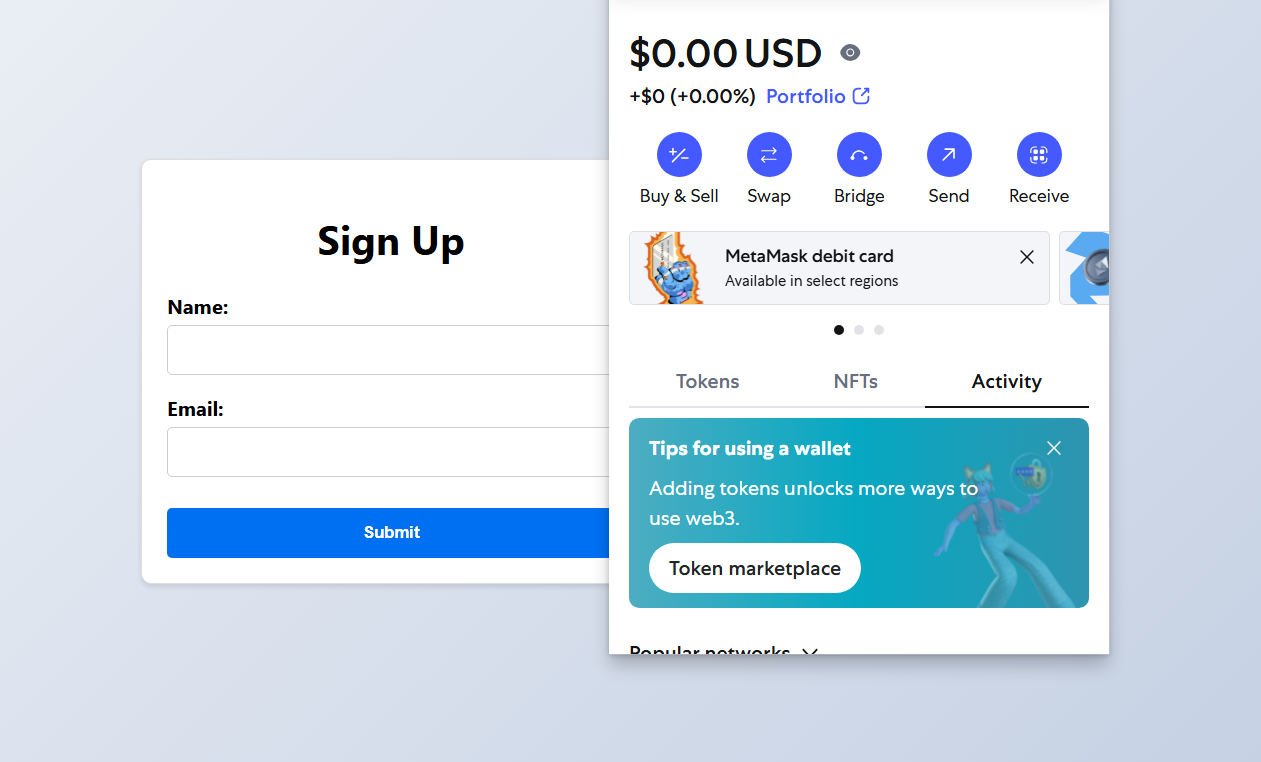 Sign Up
Name:
Email:
Submit
$0.00 USD
+$0 (+0.00%) Portfolio
Buy & Sell
Swap
Bridge
Send
Receive
MetaMask debit card
Available in select regions
Tokens
NFTs
Activity
Tips for using a wallet
Adding tokens unlocks more ways to
use web3.
Token marketplace
Popular networks